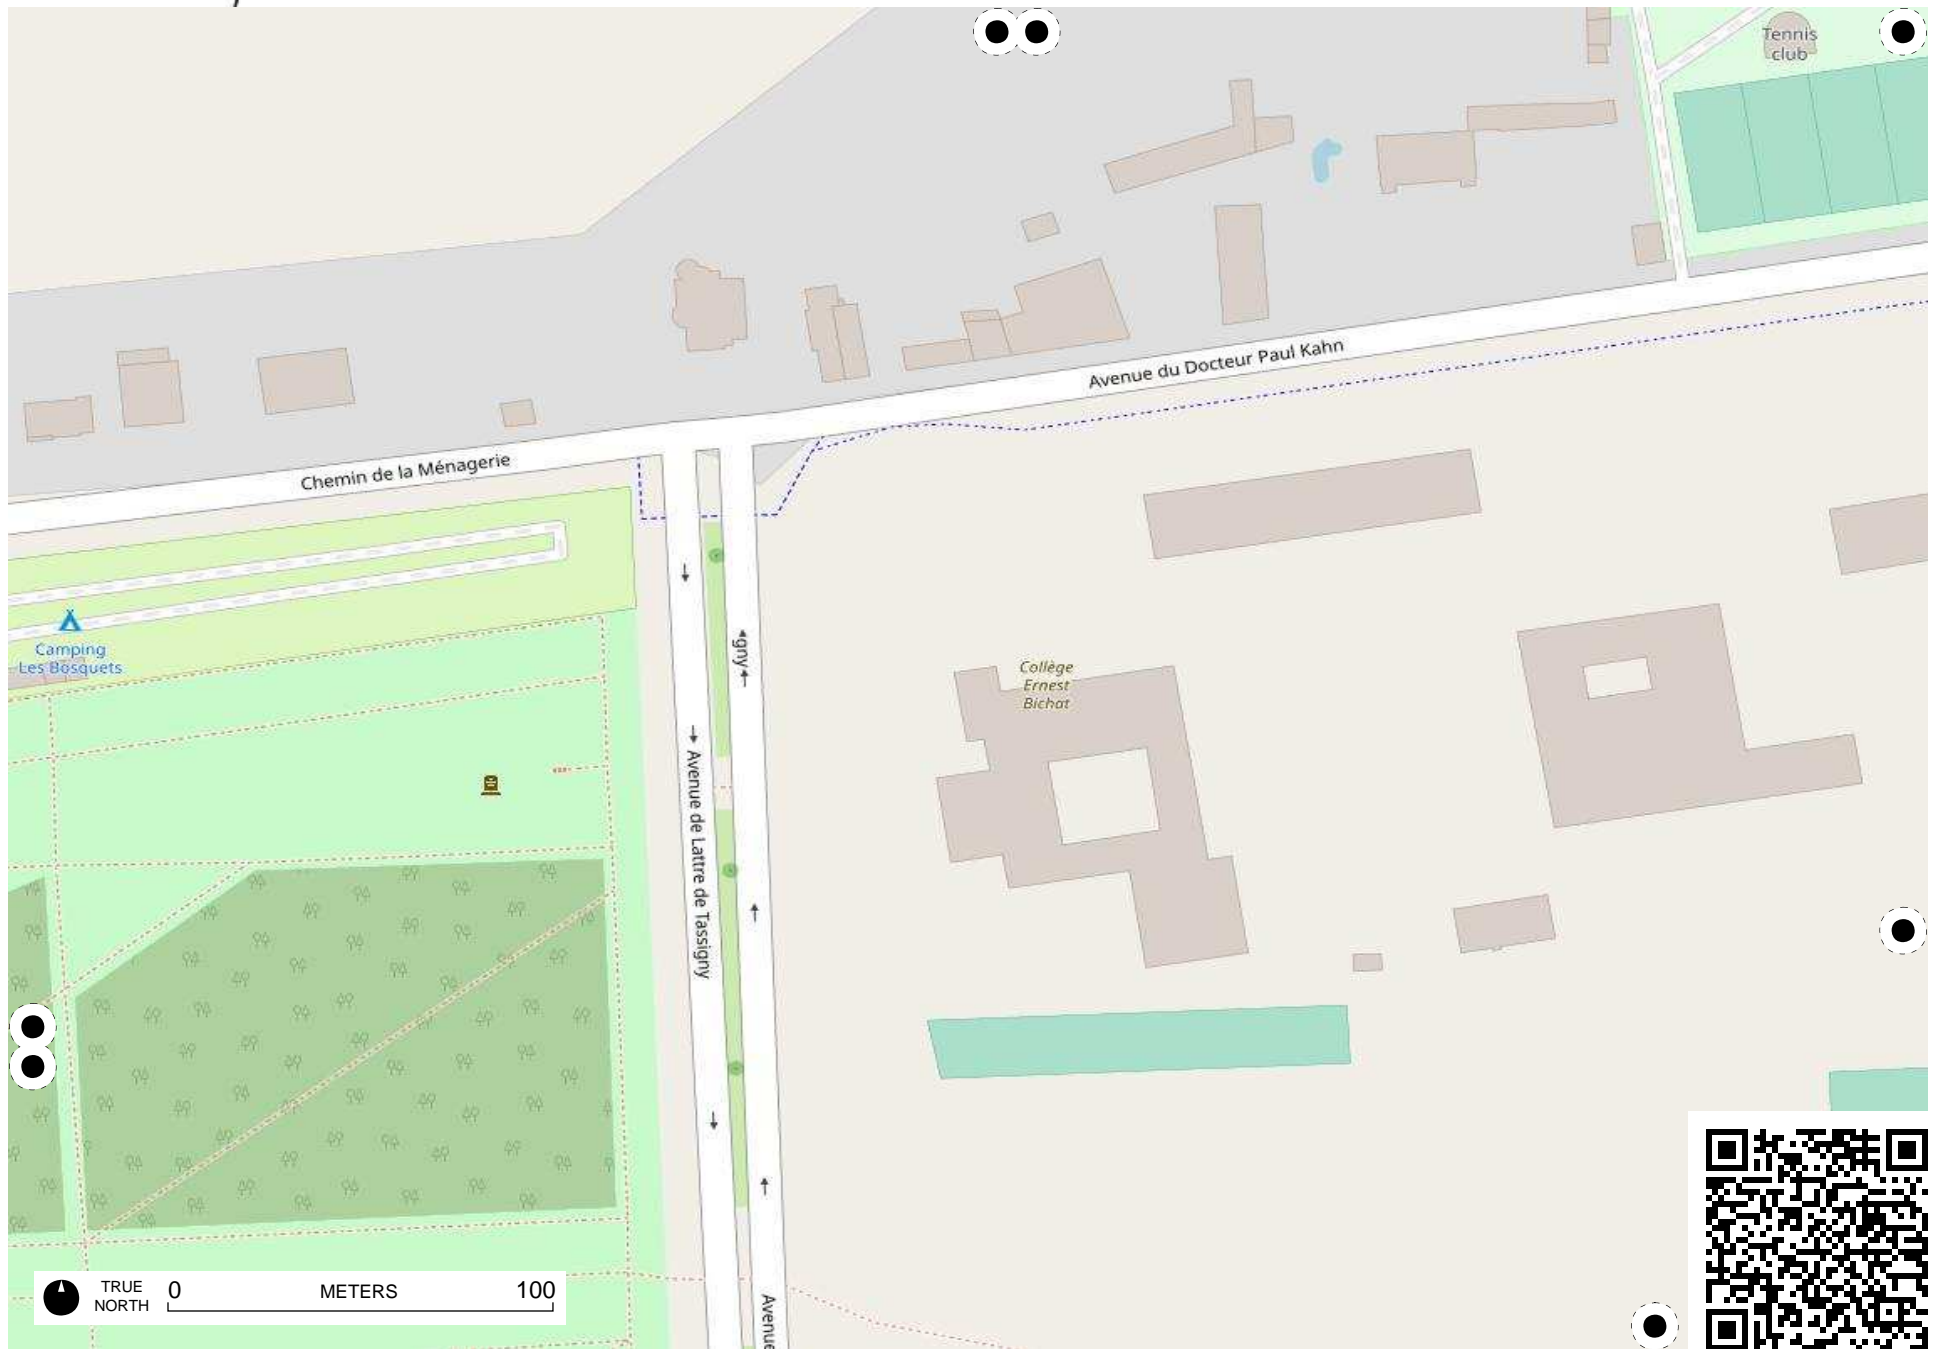 Tennis
club
Avenue du Docteur Paul Kahn
Chemin de la Ménagerie
Camping
Les Bosquets
gny
Collège
Ernest
Bichat
Avenue de Lattre de Tassigny
TRUE
NORTH
0 METERS 100
Avenue